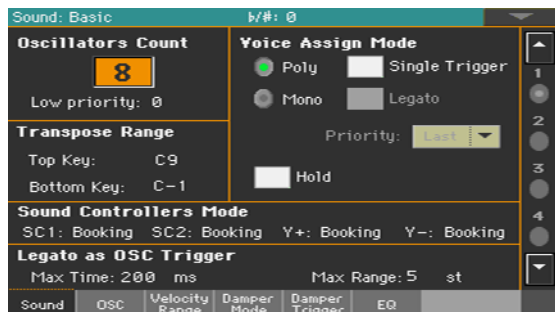 Sound: Basic ♭/#: 0
Oscillators Count
8
Low priority: 0
Voice Assign Mode
Poly Single Trigger
Mono Legato
Priority: Last
Hold
Transpose Range
Top Key: C9
Bottom Key: C-1
Sound Controllers Mode
SC1: Booking SC2: Booking Y+: Booking Y-: Booking
Legato as OSC Trigger
Max Time: 200 ms Max Range: 5 st
1
2
3
4
Sound OSC Velocity Range Damper Mode Damper Trigger EQ